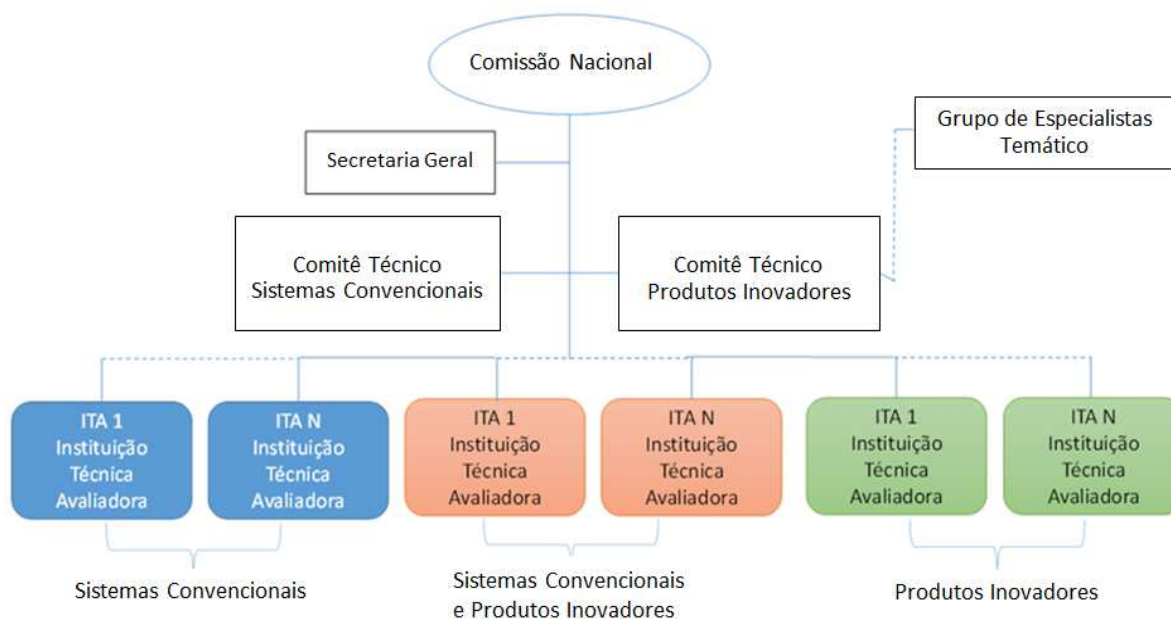 Comissão Nacional
Grupo de Especialistas
Temático
Secretaria Geral
Comitê Técnico
Sistemas Convencionais
Comitê Técnico
Produtos Inovadores
ITA 1
Instituição
Técnica
Avaliadora
ITA N
Instituição
Técnica
Avaliadora
ITA 1
Instituição
Técnica
Avaliadora
ITA N
Instituição
Técnica
Avaliadora
ITA 1
Instituição
Técnica
Avaliadora
ITA N
Instituição
Técnica
Avaliadora
Sistemas Convencionais
Sistemas Convencionais
e Produtos Inovadores
Produtos Inovadores